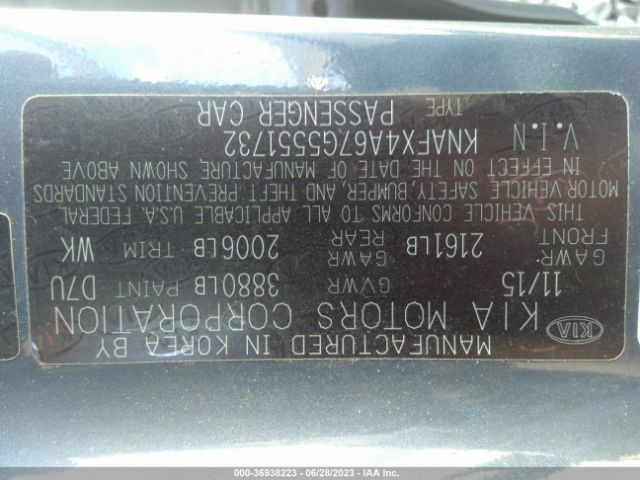 MANUFACTURED IN KOREA BY
KIA KIA MOTORS CORPORATION
11/15 GVWR 3880LB PAINT D7U
GAWR FRONT 2161LB GAWR REAR 2006LB TRIM WK
THIS VEHICLE CONFORMS TO ALL APPLICABLE U.S.A. FEDERAL
MOTOR VEHICLE SAFETY, BUMPER, AND THEFT PREVENTION STANDARDS
IN EFFECT ON THE DATE OF MANUFACTURE, SHOWN ABOVE
V.I.N KNAFX4A67G5551732
TYPE PASSENGER CAR
000-36938223 - 06/28/2023 - IAA Inc.